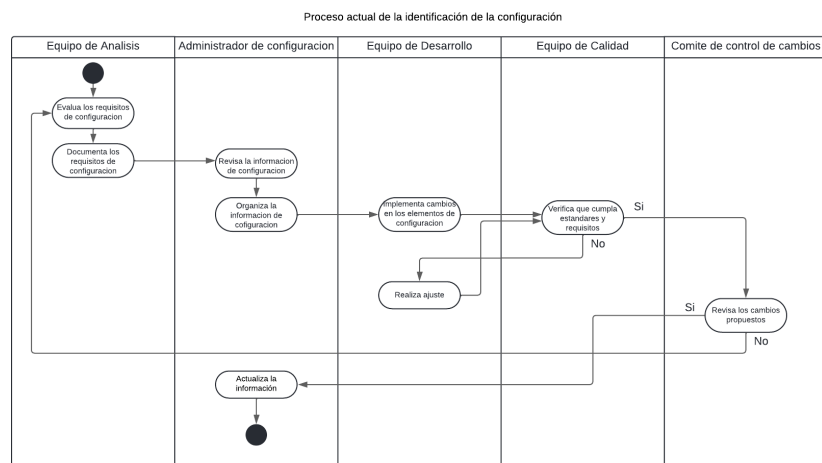 Proceso actual de la identificación de la configuración
Equipo de Analisis
Administrador de configuracion
Equipo de Desarrollo
Equipo de Calidad
Comite de control de cambios
Evalua los requisitos
de configuracion
Documenta los
requisitos de
configuracion
Revisa la informacion
de configuracion
Organiza la
informacion de
cofiguracion
Implementa cambios
en los elementos de
configuracion
Verifica que cumpla
estandares y
requisitos
Si
No
Realiza ajuste
Si
Revisa los cambios
propuestos
No
Actualiza la
información